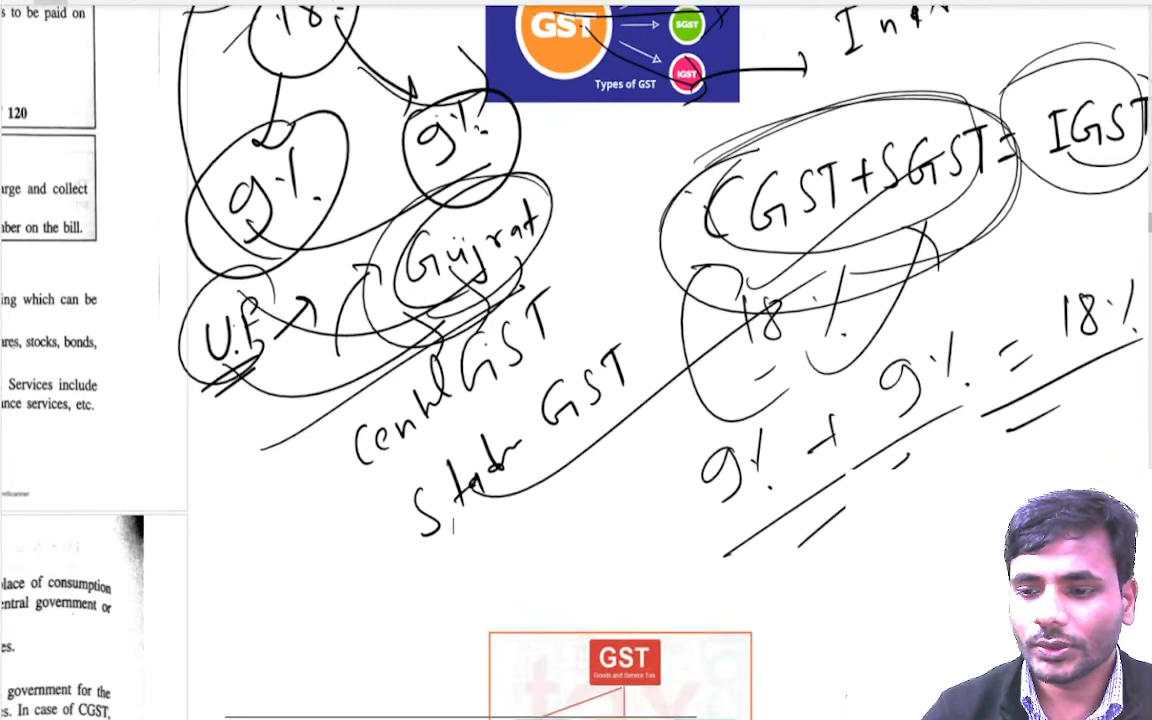 s to be paid on
120
arge and collect
nber on the bill.
ing which can be
ares, stocks, bonds,
Services include
ance services, etc.
lace of consumption
entral government or
es.
government for the
s. In case of CGST,
18%
9%
9%
U.P
Gujrat
Central GST
State GST
GST
SGST
IGST
Types of GST
CGST + SGST = IGST
18%
9% + 9% = 18%
GST
Goods and Service Tax
tax